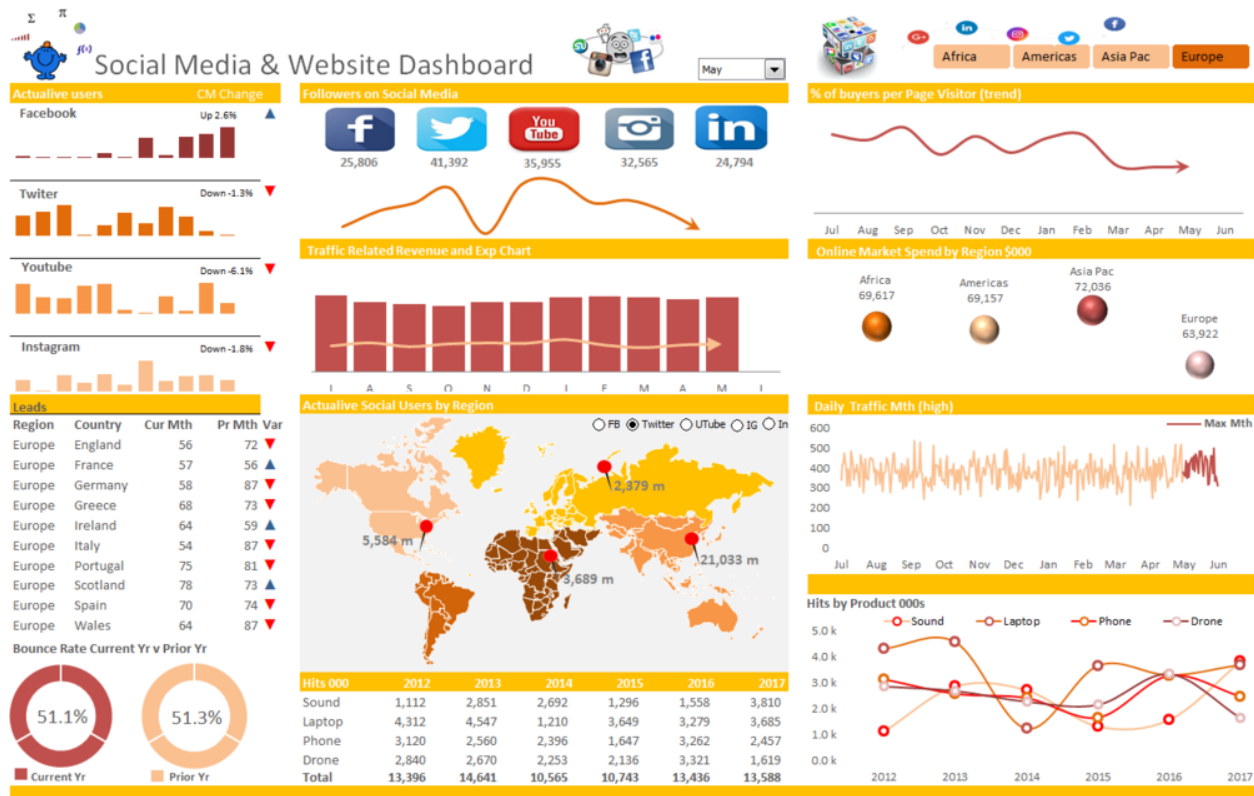 Σ π
f(x)
Social Media & Website Dashboard
May
Africa Americas Asia Pac Europe
Actualive users CM Change
Facebook Up 2.6%
Twiter Down -1.3%
Youtube Down -6.1%
Instagram Down -1.8%
Followers on Social Media
You
Tube
in
25,806 41,392 35,955 32,565 24,794
Traffic Related Revenue and Exp Chart
J A S O N D J F M A M J
% of buyers per Page Visitor (trend)
Jul Aug Sep Oct Nov Dec Jan Feb Mar Apr May Jun
Online Market Spend by Region $000
Africa
69,617
Americas
69,157
Asia Pac
72,036
Europe
63,922
Leads
Region Country Cur Mth Pr Mth Var
Europe England 56 72
Europe France 57 56
Europe Germany 58 87
Europe Greece 68 73
Europe Ireland 64 59
Europe Italy 54 87
Europe Portugal 75 81
Europe Scotland 78 73
Europe Spain 70 74
Europe Wales 64 87
Bounce Rate Current Yr v Prior Yr
51.1% 51.3%
Current Yr Prior Yr
Actualive Social Users by Region
FB Twitter UTube IG In
2,379 m
5,584 m
21,033 m
3,689 m
Hits 000 2012 2013 2014 2015 2016 2017
Sound 1,112 2,851 2,692 1,296 1,558 3,810
Laptop 4,312 4,547 1,210 3,649 3,279 3,685
Phone 3,120 2,560 2,396 1,647 3,262 2,457
Drone 2,840 2,670 2,253 2,136 3,321 1,619
Total 13,396 14,641 10,565 10,743 13,436 13,588
Daily Traffic Mth (high)
Max Mth
600
500
400
300
200
100
0
Jul Aug Sep Oct Nov Dec Jan Feb Mar Apr May Jun
Hits by Product 000s
Sound Laptop Phone Drone
5.0 k
4.0 k
3.0 k
2.0 k
1.0 k
0.0 k
2012 2013 2014 2015 2016 2017